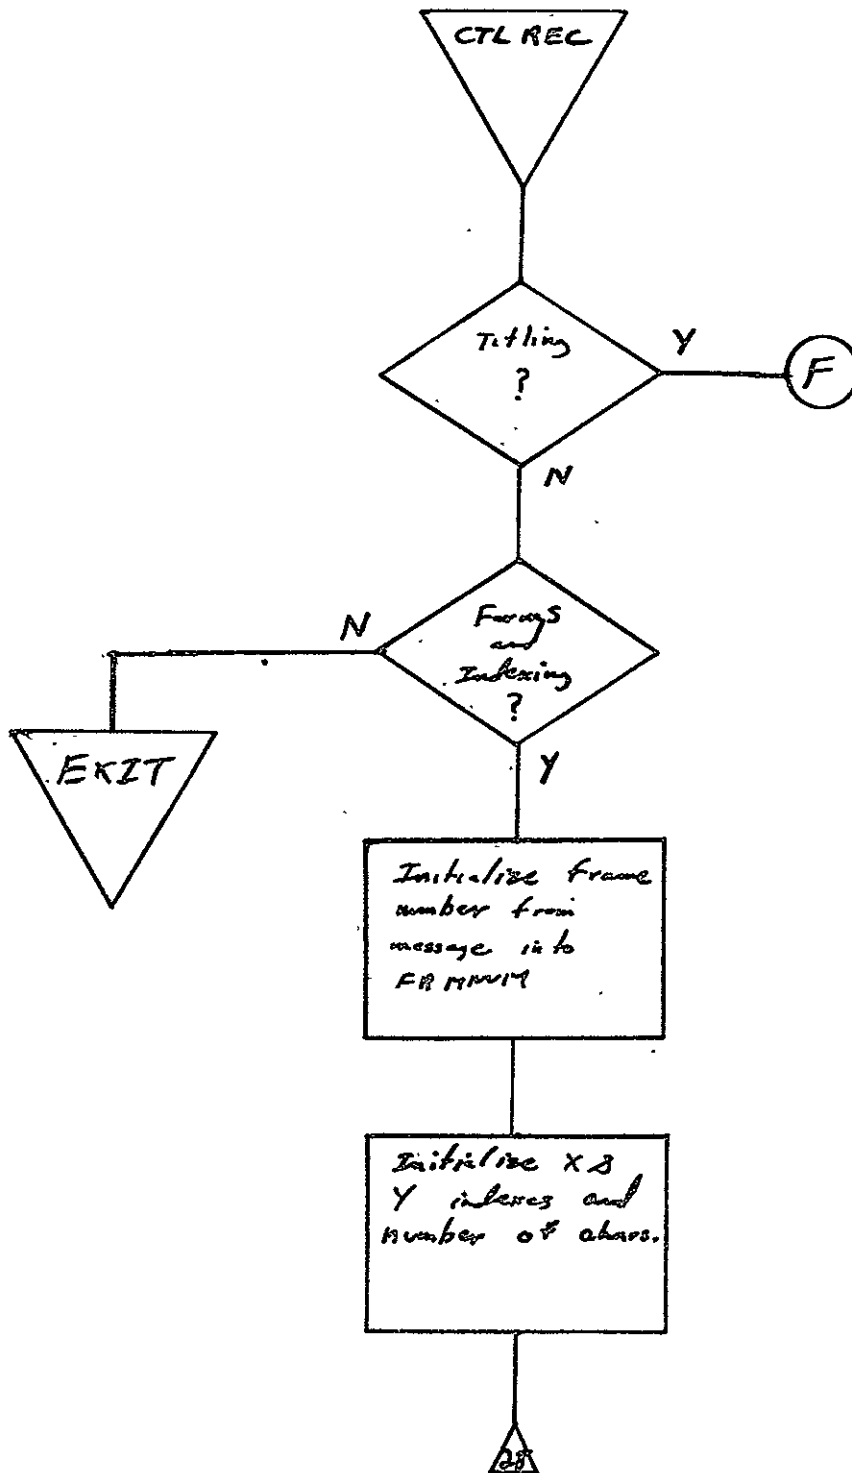 CTL REC
Titling
?
Y
F
N
and
Indexing
?
N
EXIT
Y
Initialize frame
number from
message into
FRMNUM
Initialize X &
Y indexes and
number of chars.
28